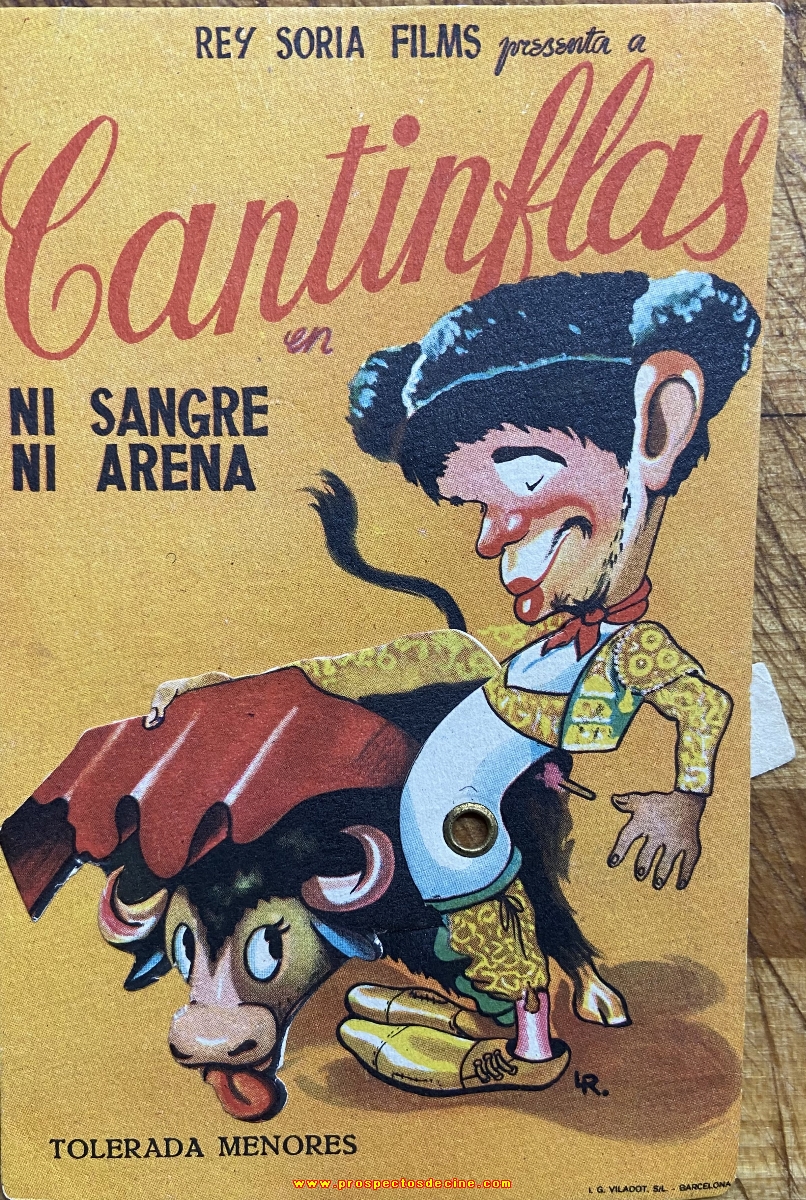 REY SORIA FILMS presenta a
Cantinflas
en
NI SANGRE
NI ARENA
LR.
TOLERADA MENORES
www.prospectosdecine.com
I. G. VILADOT, S/L. - BARCELONA